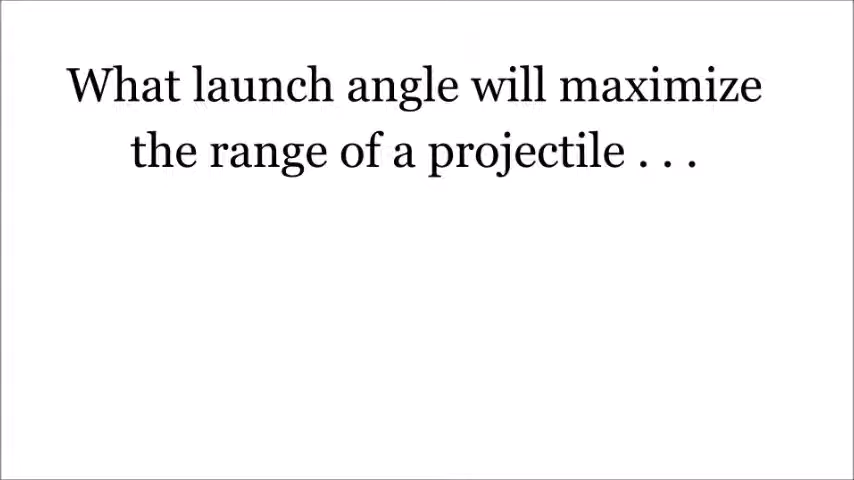 What launch angle will maximize
the range of a projectile . . .